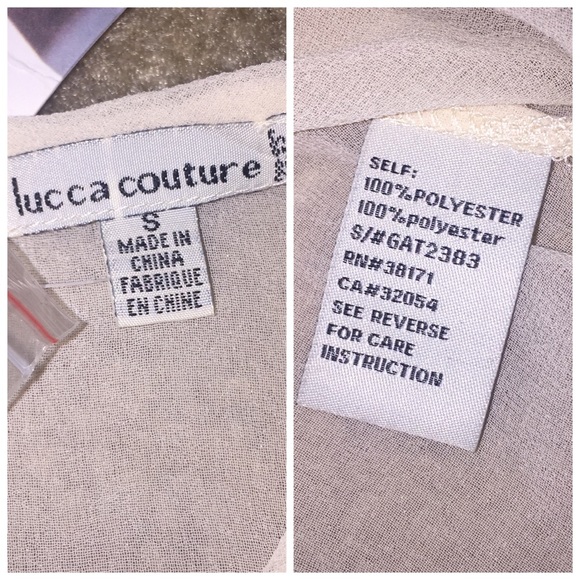 lucca couture
S
MADE IN
CHINA
FABRIQUE
EN CHINE
SELF:
100%POLYESTER
100%polyester
S/#GAT2383
RN#38171
CA#32054
SEE REVERSE
FOR CARE
INSTRUCTION